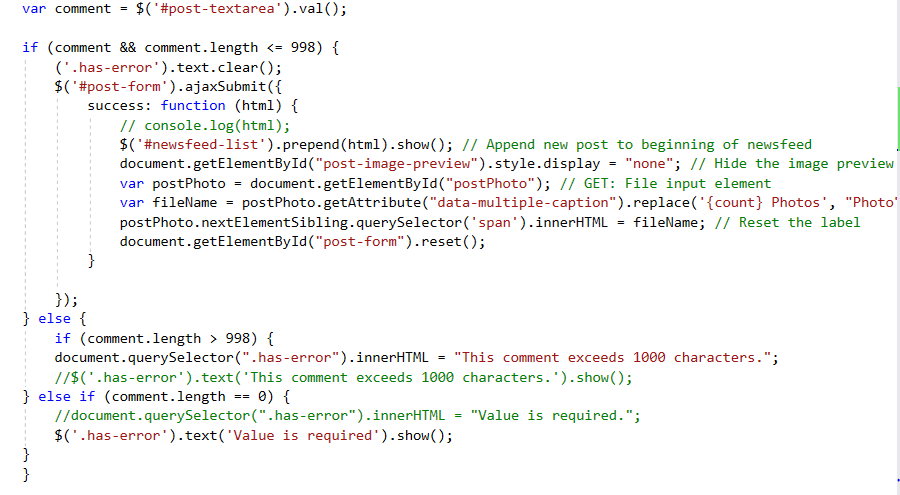 var comment = $('#post-textarea').val();
if (comment && comment.length <= 998) {
('.has-error').text.clear();
$('#post-form').ajaxSubmit({
success: function (html) {
// console.log(html);
$('#newsfeed-list').prepend(html).show(); // Append new post to beginning of newsfeed
document.getElementById("post-image-preview").style.display = "none"; // Hide the image preview
var postPhoto = document.getElementById("postPhoto"); // GET: File input element
var fileName = postPhoto.getAttribute("data-multiple-caption").replace('{count} Photos', "Photo'
postPhoto.nextElementSibling.querySelector('span').innerHTML = fileName; // Reset the label
document.getElementById("post-form").reset();
}
});
} else {
if (comment.length > 998) {
document.querySelector(".has-error").innerHTML = "This comment exceeds 1000 characters.";
//$('.has-error').text('This comment exceeds 1000 characters.').show();
} else if (comment.length == 0) {
//document.querySelector(".has-error").innerHTML = "Value is required.";
$('.has-error').text('Value is required').show();
}
}